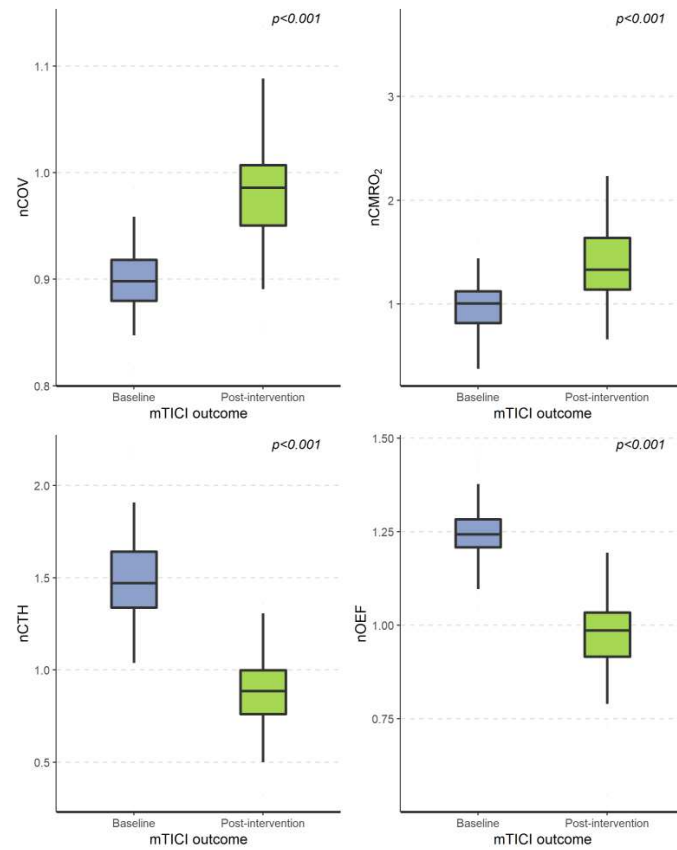 p<0.001
nCOV
1.1
1.0
0.9
0.8
Baseline
Post-intervention
mTICI outcome
p<0.001
nCMRO₂
3
2
1
Baseline
Post-intervention
mTICI outcome
p<0.001
nCTH
2.0
1.5
1.0
0.5
Baseline
Post-intervention
mTICI outcome
p<0.001
nOEF
1.50
1.25
1.00
0.75
Baseline
Post-intervention
mTICI outcome